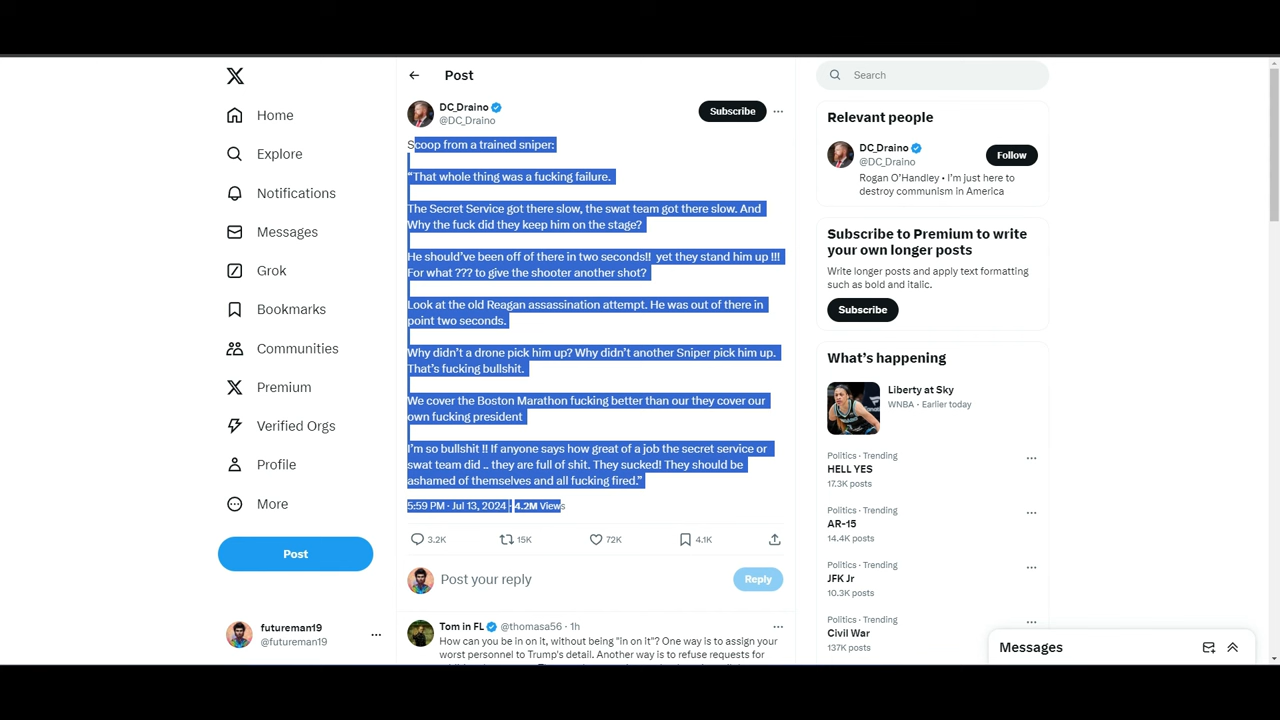 Home
Explore
Notifications
Messages
Grok
Bookmarks
Communities
Premium
Verified Orgs
Profile
More
Post
futureman19
@futureman19
Post
DC_Draino
@DC_Draino
Subscribe
Scoop from a trained sniper:
“That whole thing was a fucking failure.
The Secret Service got there slow, the swat team got there slow. And
Why the fuck did they keep him on the stage?
He should’ve been off of there in two seconds!!  yet they stand him up !!!
For what ??? to give the shooter another shot?
Look at the old Reagan assassination attempt. He was out of there in
point two seconds.
Why didn’t a drone pick him up? Why didn’t another Sniper pick him up.
That’s fucking bullshit.
We cover the Boston Marathon fucking better than our they cover our
own fucking president
I’m so bullshit !! If anyone says how great of a job the secret service or
swat team did .. they are full of shit. They sucked! They should be
ashamed of themselves and all fucking fired.”
5:59 PM · Jul 13, 2024 · 4.2M Views
3.2K
15K
72K
4.1K
Post your reply
Reply
Tom in FL @thomasa56 · 1h
How can you be in on it, without being "in on it"? One way is to assign your
worst personnel to Trump's detail. Another way is to refuse requests for
Search
Relevant people
DC_Draino
@DC_Draino
Follow
Rogan O’Handley • I’m just here to
destroy communism in America
Subscribe to Premium to write
your own longer posts
Write longer posts and apply text formatting
such as bold and italic.
Subscribe
What’s happening
Liberty at Sky
WNBA · Earlier today
Politics · Trending
HELL YES
17.3K posts
Politics · Trending
AR-15
14.4K posts
Politics · Trending
JFK Jr
10.3K posts
Politics · Trending
Civil War
137K posts
Messages